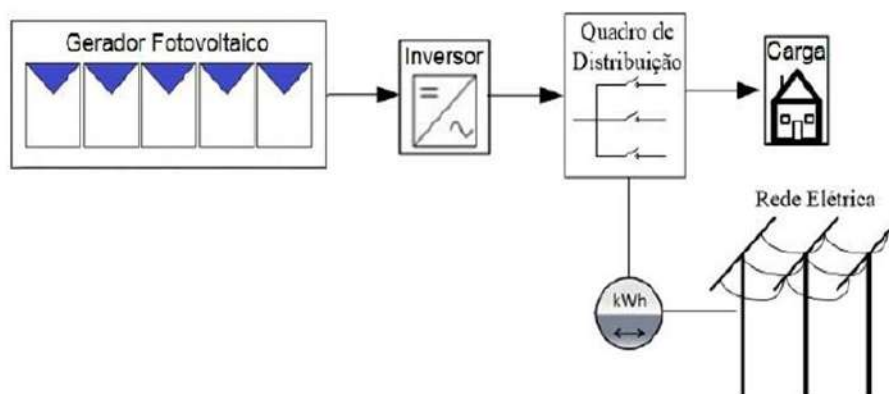 Gerador Fotovoltaico
Inversor
Quadro de
Distribuição
Carga
Rede Elétrica
kWh